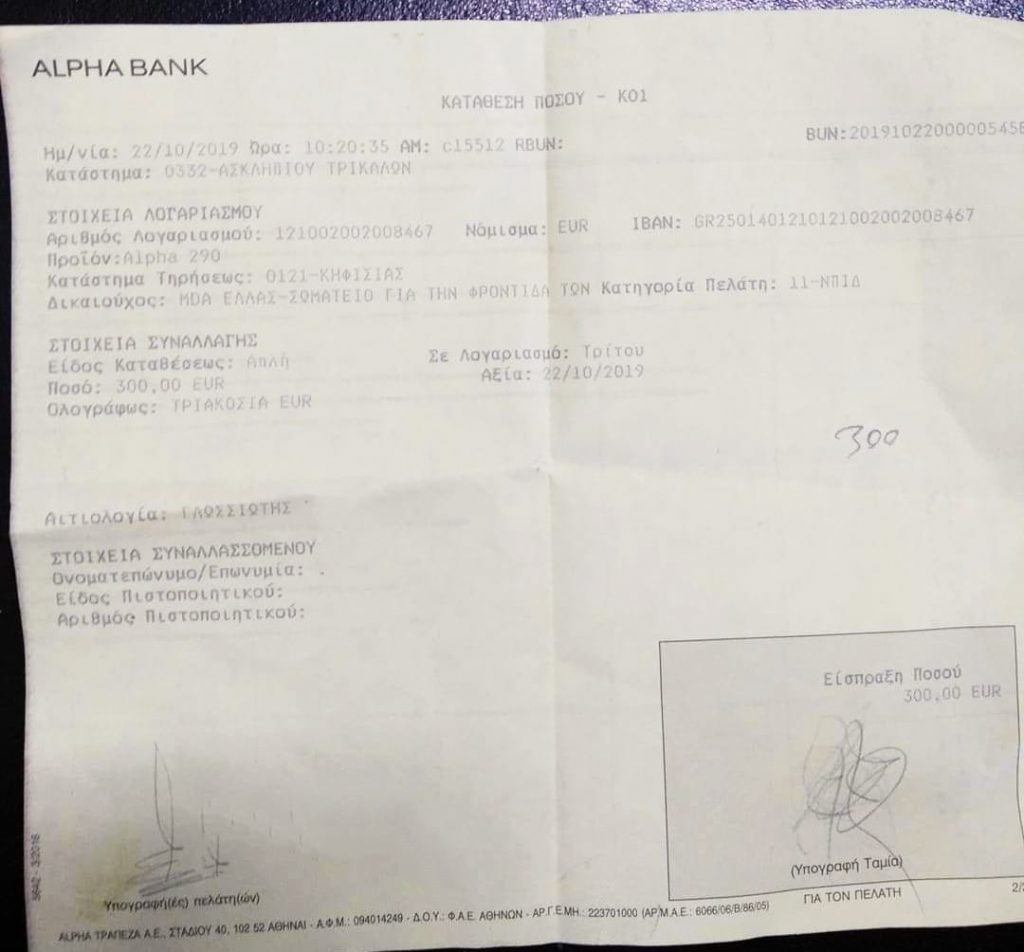 ALPHA BANK
ΚΑΤΑΘΕΣΗ ΠΟΣΟΥ - Κ01
BUN:2019102200000545
Ημ/νία: 22/10/2019 Ώρα: 10:20:35 ΑΜ: c15512 RBUN:
Κατάστημα: 0332-ΑΣΚΛΗΠΙΟΥ ΤΡΙΚΑΛΩΝ
ΣΤΟΙΧΕΙΑ ΛΟΓΑΡΙΑΣΜΟΥ
Αριθμός Λογαριασμού: 121002002008467 Νόμισμα: EUR IBAN: GR2501401210121002002008467
Προϊόν:Alpha 290
Κατάστημα Τηρήσεως: 0121-ΚΗΦΙΣΙΑΣ
Δικαιούχος: MDA ΕΛΛΑΣ-ΣΩΜΑΤΕΙΟ ΓΙΑ ΤΗΝ ΦΡΟΝΤΙΔΑ ΤΩΝ Κατηγορία Πελάτη: 11-ΝΠΙΔ
ΣΤΟΙΧΕΙΑ ΣΥΝΑΛΛΑΓΗΣ
Είδος Καταθέσεως: Απλή Σε Λογαριασμό: Τρίτου
Ποσό: 300,00 EUR Αξία: 22/10/2019
Ολογράφως: ΤΡΙΑΚΟΣΙΑ EUR
300
Αιτιολογία: ΓΛΩΣΣΙΩΤΗΣ
ΣΤΟΙΧΕΙΑ ΣΥΝΑΛΛΑΣΣΟΜΕΝΟΥ
Ονοματεπώνυμο/Επωνυμία: .
Είδος Πιστοποιητικού:
Αριθμός Πιστοποιητικού:
Είσπραξη Ποσού
300,00 EUR
(Υπογραφή Ταμία)
Υπογραφή(ές) πελάτη(ών)
ΓΙΑ ΤΟΝ ΠΕΛΑΤΗ
2/
ALPHA ΤΡΑΠΕΖΑ Α.Ε., ΣΤΑΔΙΟΥ 40, 102 52 ΑΘΗΝΑΙ - Α.Φ.Μ.: 094014249 - Δ.Ο.Υ.: Φ.Α.Ε. ΑΘΗΝΩΝ - ΑΡ.Γ.Ε.ΜΗ.: 223701000 (ΑΡ.Μ.Α.Ε.: 6066/06/Β/86/05)